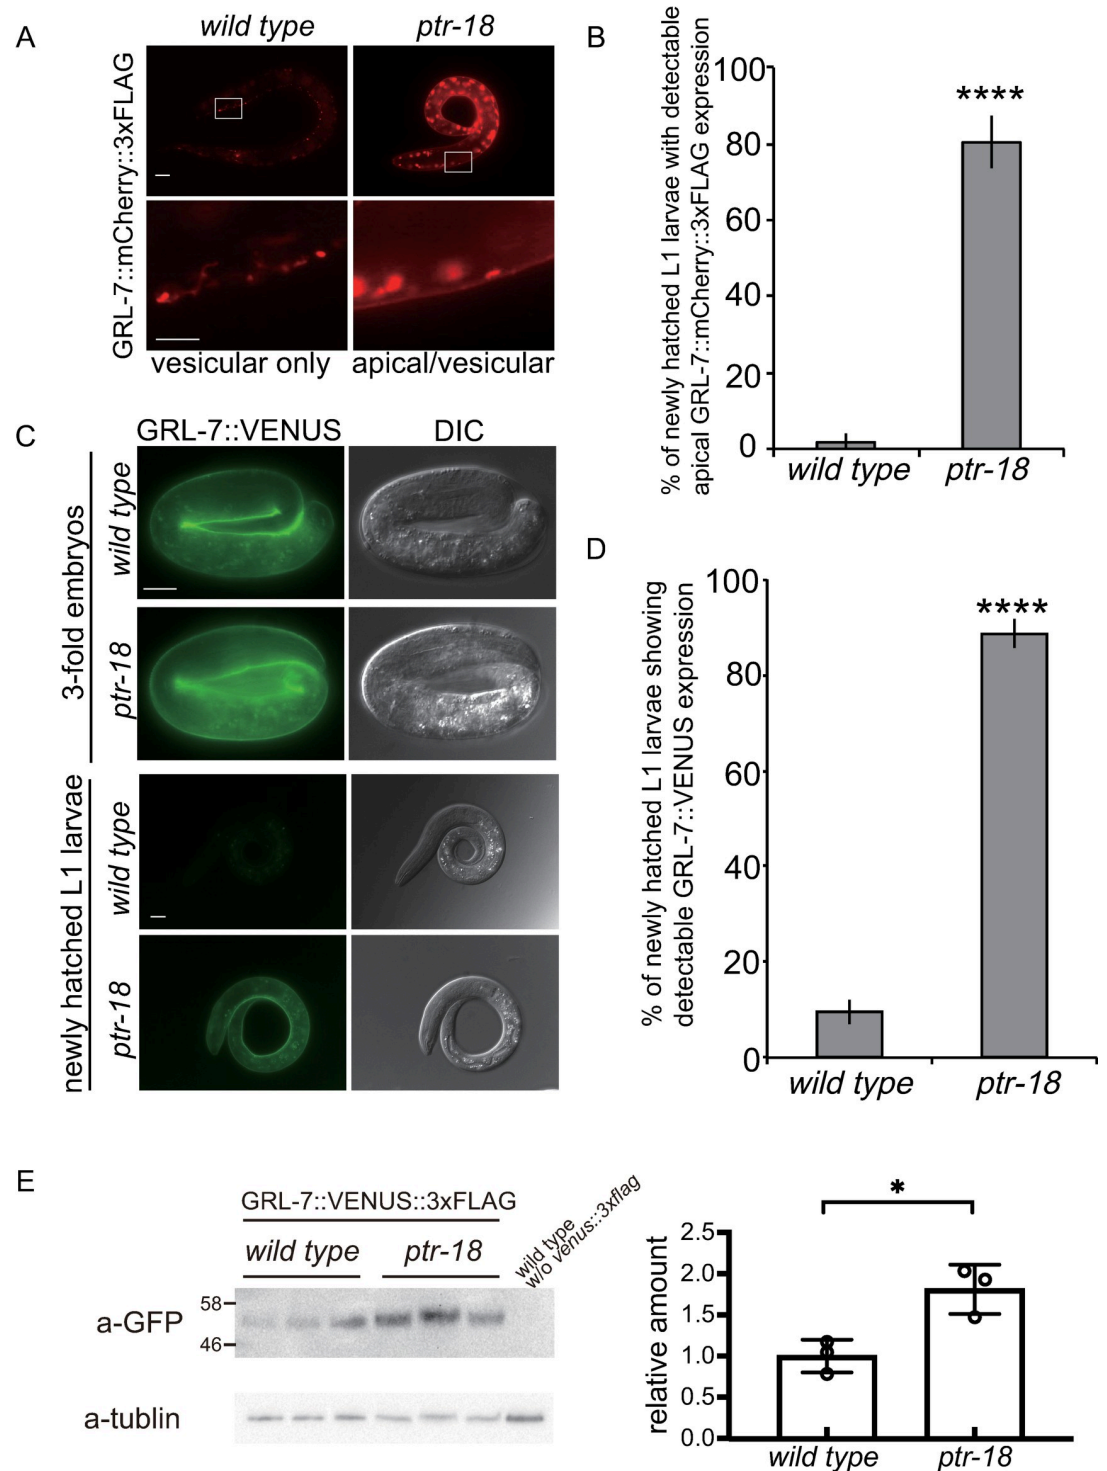 A
wild type
ptr-18
GRL-7::mCherry::3xFLAG
vesicular only
apical/vesicular
B
% of newly hatched L1 larvae with detectable
apical GRL-7::mCherry::3xFLAG expression
100
80
60
40
20
0
****
wild type
ptr-18
C
GRL-7::VENUS
DIC
3-fold embryos
wild type
ptr-18
newly hatched L1 larvae
wild type
ptr-18
D
% of newly hatched L1 larvae showing
detectable GRL-7::VENUS expression
100
80
60
40
20
0
****
wild type
ptr-18
E
GRL-7::VENUS::3xFLAG
wild type
ptr-18
wild type
w/o venus::3xflag
a-GFP
58
46
a-tublin
relative amount
2.5
2.0
1.5
1.0
0.5
0.0
*
wild type
ptr-18